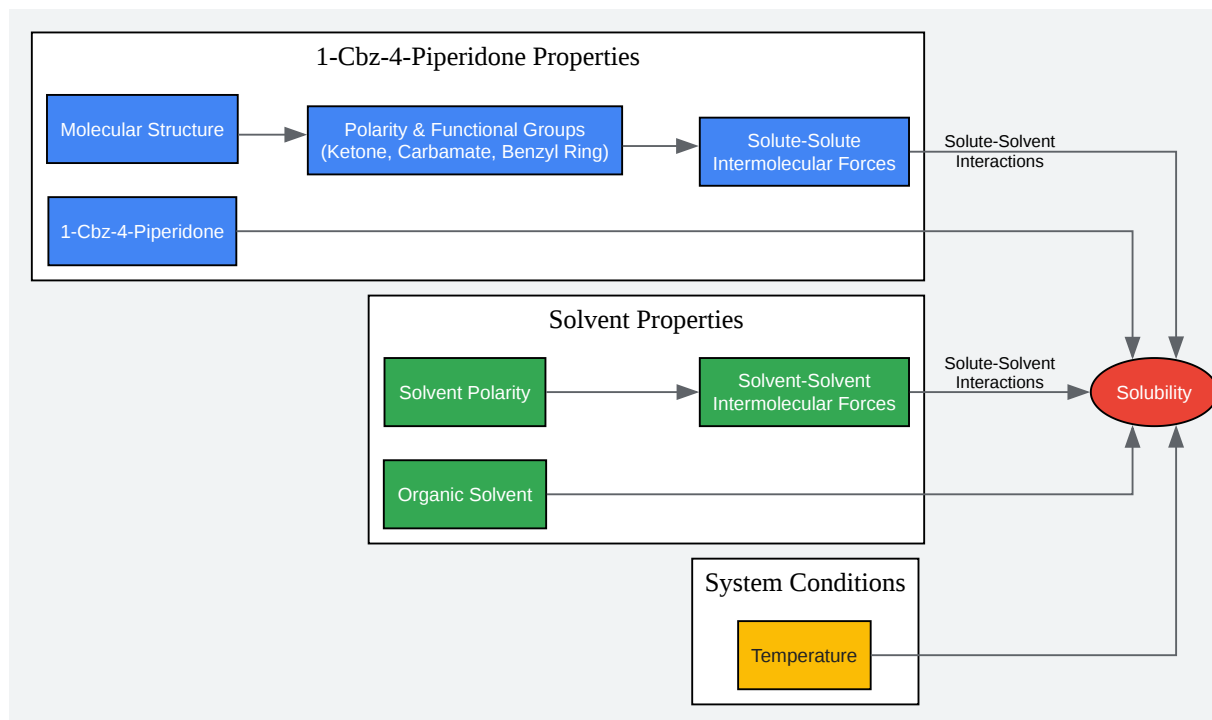 1-Cbz-4-Piperidone Properties
Molecular Structure
Polarity & Functional Groups
(Ketone, Carbamate, Benzyl Ring)
Solute-Solute
Intermolecular Forces
Solute-Solvent
Interactions
1-Cbz-4-Piperidone
Solvent Properties
Solvent Polarity
Solvent-Solvent
Intermolecular Forces
Solute-Solvent
Interactions
Solubility
Organic Solvent
System Conditions
Temperature